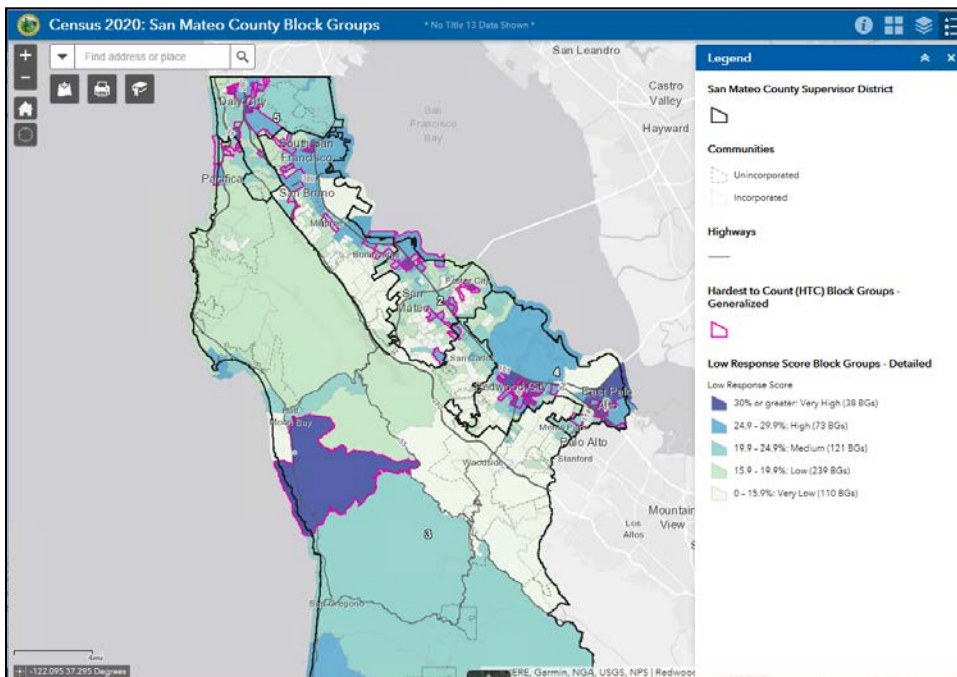 Census 2020: San Mateo County Block Groups
* No Title 13 Data Shown *
Find address or place
San Leandro
Castro
Valley
Hayward
San
Francisco
Bay
Daly City
5
South San
Francisco
Pacifica
San Bruno
Foster City
San
Mateo
2
San Carlos
4
Redwood City
East Palo
Alto
Menlo Park
Palo Alto
Stanford
Woodside
Half
Moon Bay
Mountain
View
Los
Altos
3
San Gregorio
-122.095 37.295 Degrees
ERE, Garmin, NGA, USGS, NPS | Redwoo
Legend
San Mateo County Supervisor District
Communities
Unincorporated
Incorporated
Highways
Hardest to Count (HTC) Block Groups -
Generalized
Low Response Score Block Groups - Detailed
Low Response Score
30% or greater: Very High (38 BGs)
24.9 - 29.9%: High (73 BGs)
19.9 - 24.9%: Medium (121 BGs)
15.9 - 19.9%: Low (239 BGs)
0 - 15.9%: Very Low (110 BGs)